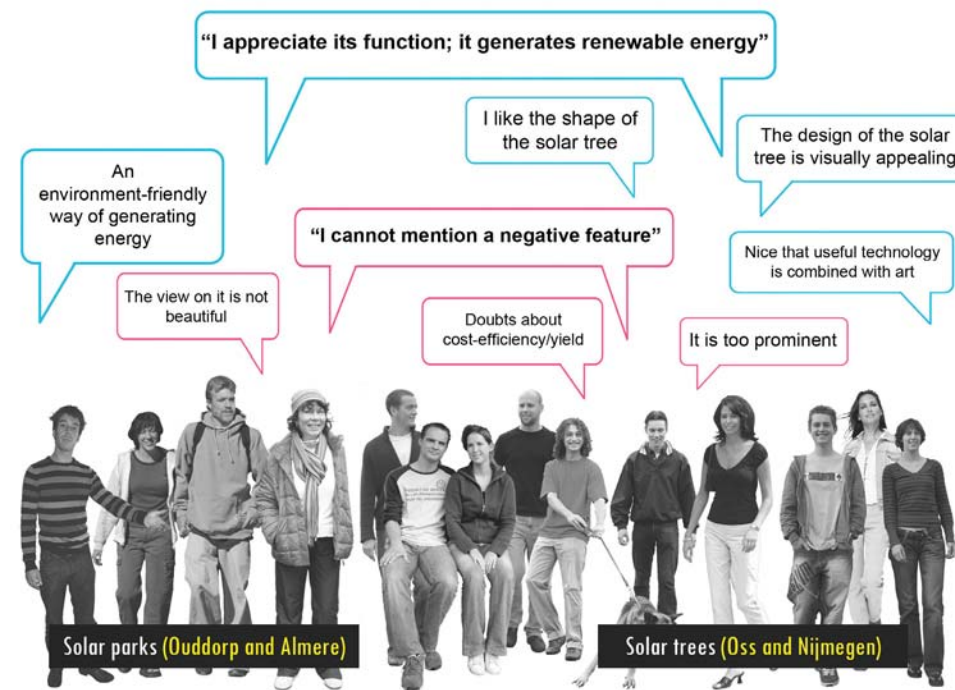 “I appreciate its function; it generates renewable energy”
I like the shape of
the solar tree
The design of the solar
tree is visually appealing
An
environment-friendly
way of generating
energy
“I cannot mention a negative feature”
Nice that useful technology
is combined with art
The view on it is not
beautiful
Doubts about
cost-efficiency/yield
It is too prominent
Solar parks (Ouddorp and Almere)
Solar trees (Oss and Nijmegen)